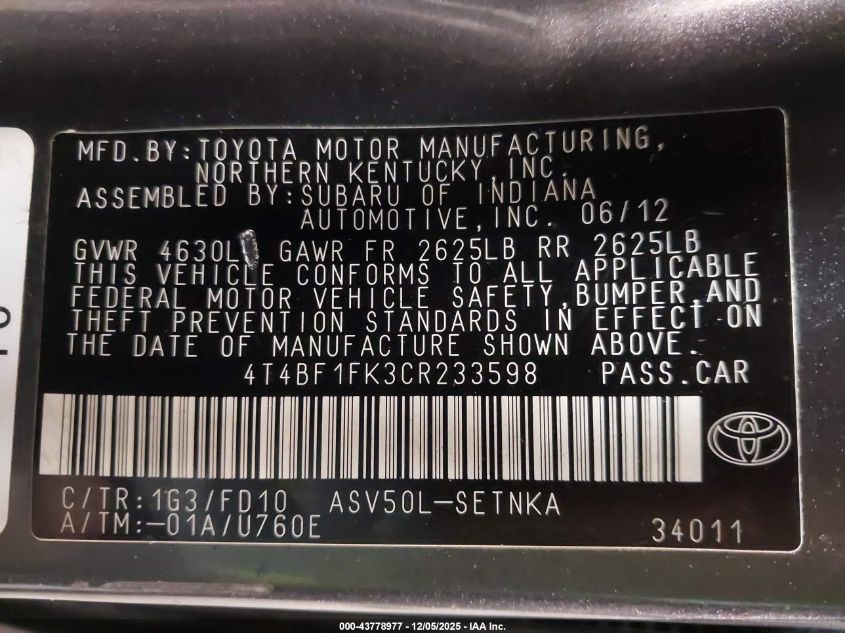 MFD.BY:TOYOTA MOTOR MANUFACTURING,
NORTHERN KENTUCKY,INC.
ASSEMBLED BY:SUBARU OF INDIANA
AUTOMOTIVE,INC. 06/12
GVWR 4630L GAWR FR 2625LB RR 2625LB
THIS VEHICLE CONFORMS TO ALL APPLICABLE
FEDERAL MOTOR VEHICLE SAFETY,BUMPER,AND
THEFT PREVENTION STANDARDS IN EFFECT ON
THE DATE OF MANUFACTURE SHOWN ABOVE.
4T4BF1FK3CR233598 PASS.CAR
C/TR:1G3/FD10 ASV50L-SETNKA
A/TM:-01A/U760E 34011
000-43778977 - 12/05/2025 - IAA Inc.